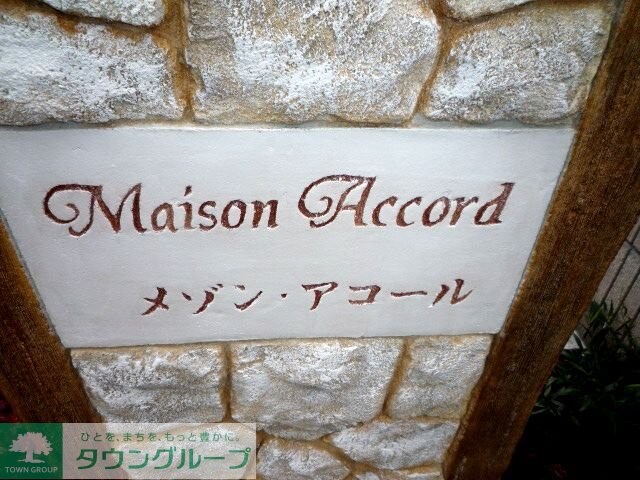 Maison Accord
メゾン・アコール
ひとを、まちを、もっと豊かに。
タウングループ
TOWN GROUP